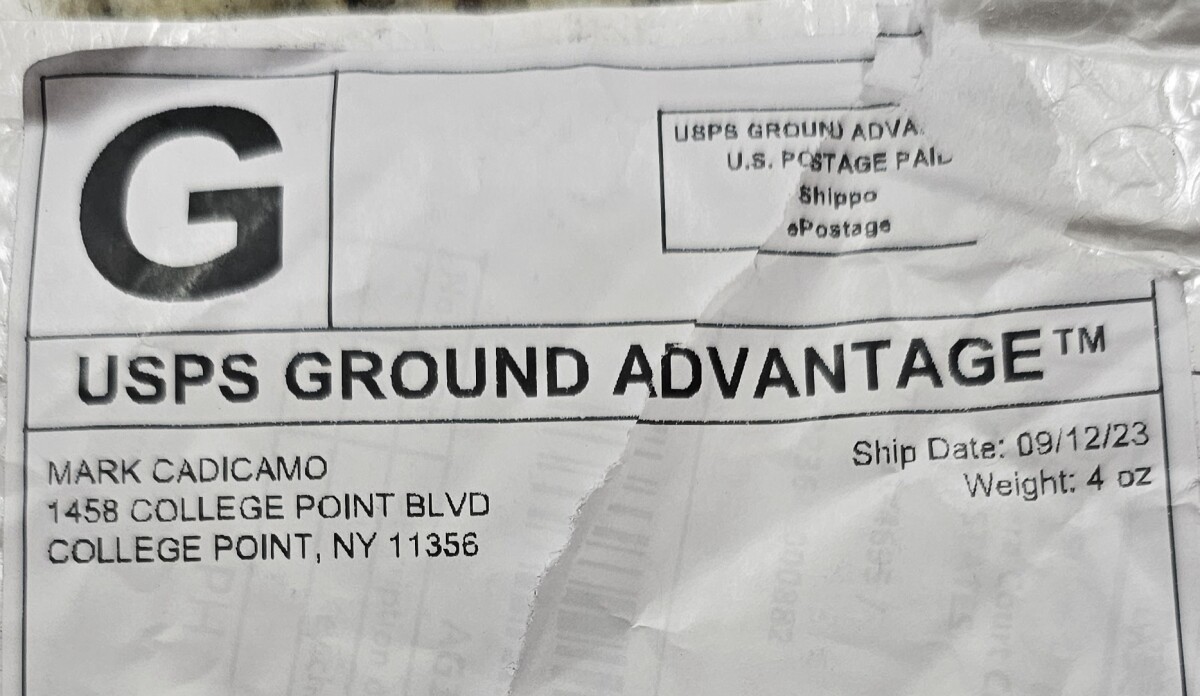 G
USPS GROUND ADVA
U.S. POSTAGE PAI
Shippo
ePostage
USPS GROUND ADVANTAGE™
MARK CADICAMO
1458 COLLEGE POINT BLVD
COLLEGE POINT, NY 11356
Ship Date: 09/12/23
Weight: 4 oz